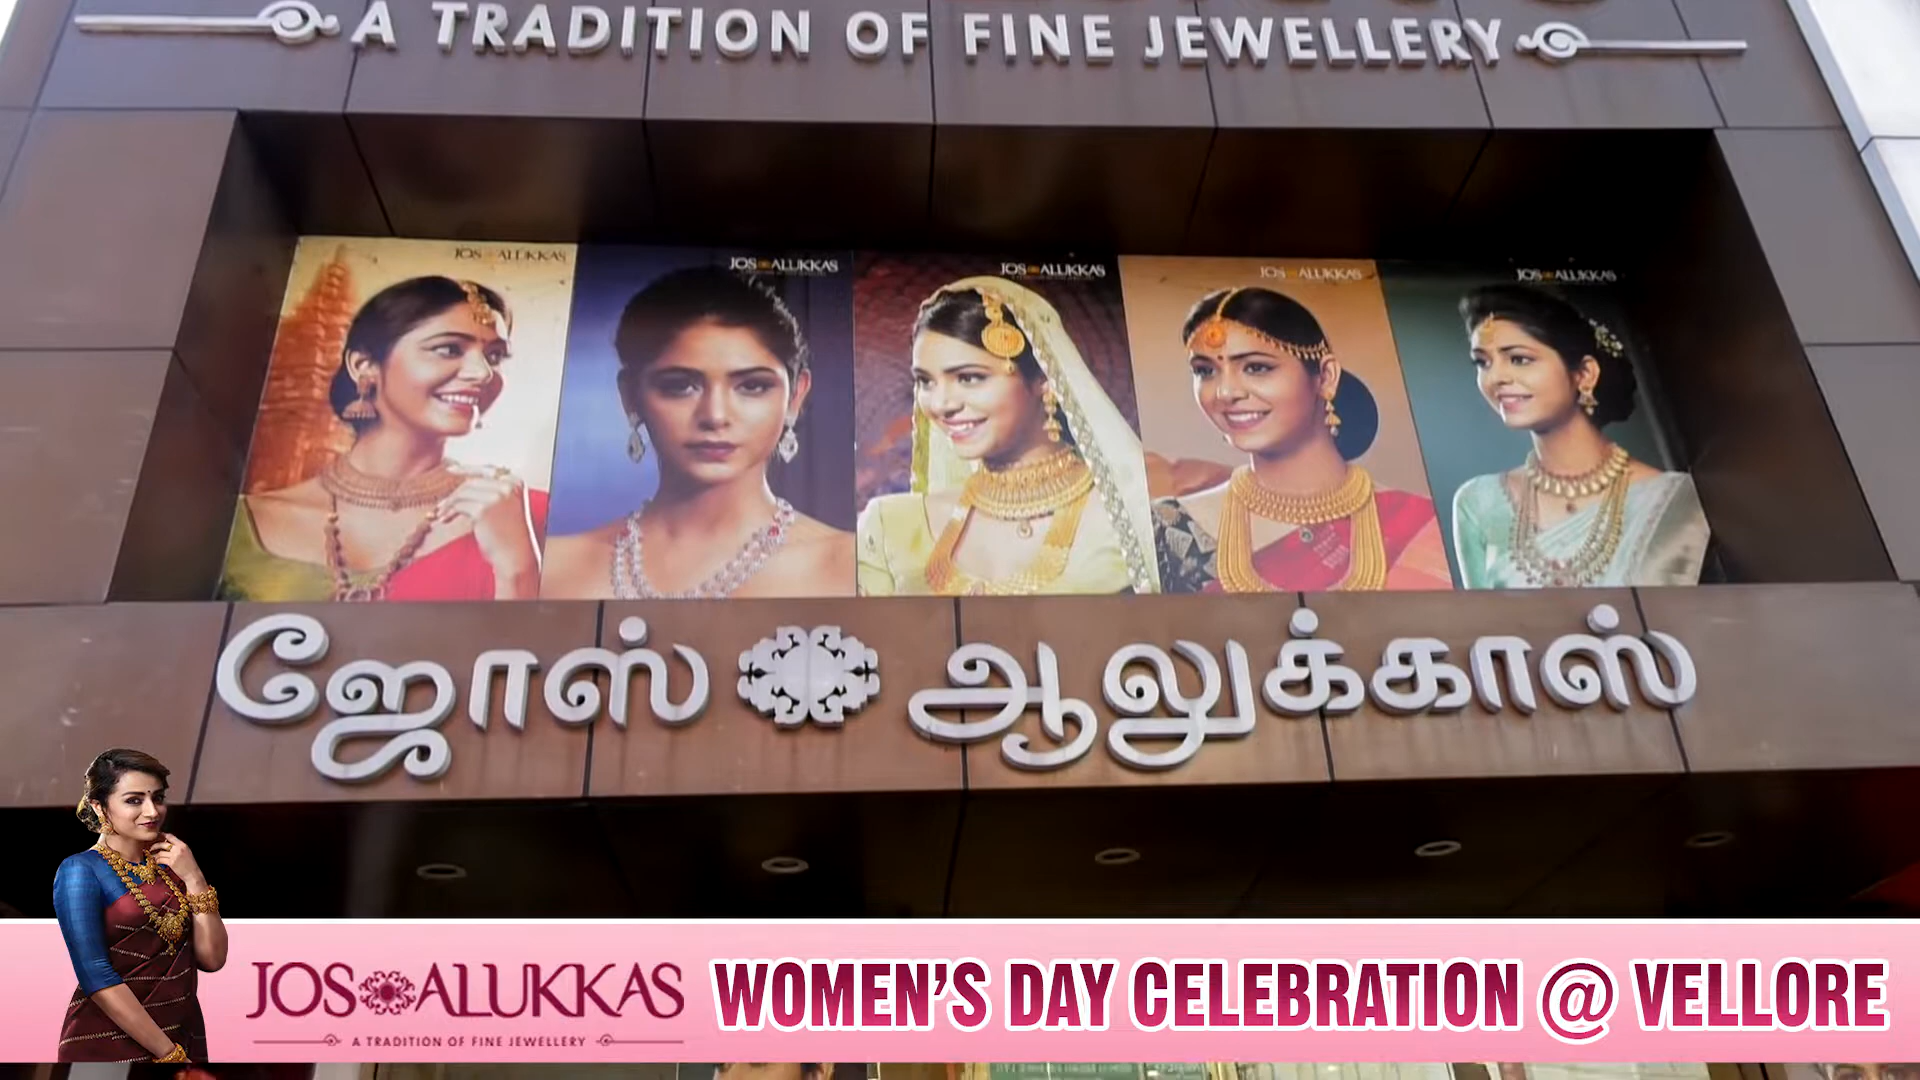 A TRADITION OF FINE JEWELLERY
JOS ALUKKAS
JOS ALUKKAS
JOS ALUKKAS
JOS ALUKKAS
JOS ALUKKAS
ஜோஸ் ஆலுக்காஸ்
JOS ALUKKAS
A TRADITION OF FINE JEWELLERY
WOMEN'S DAY CELEBRATION @ VELLORE